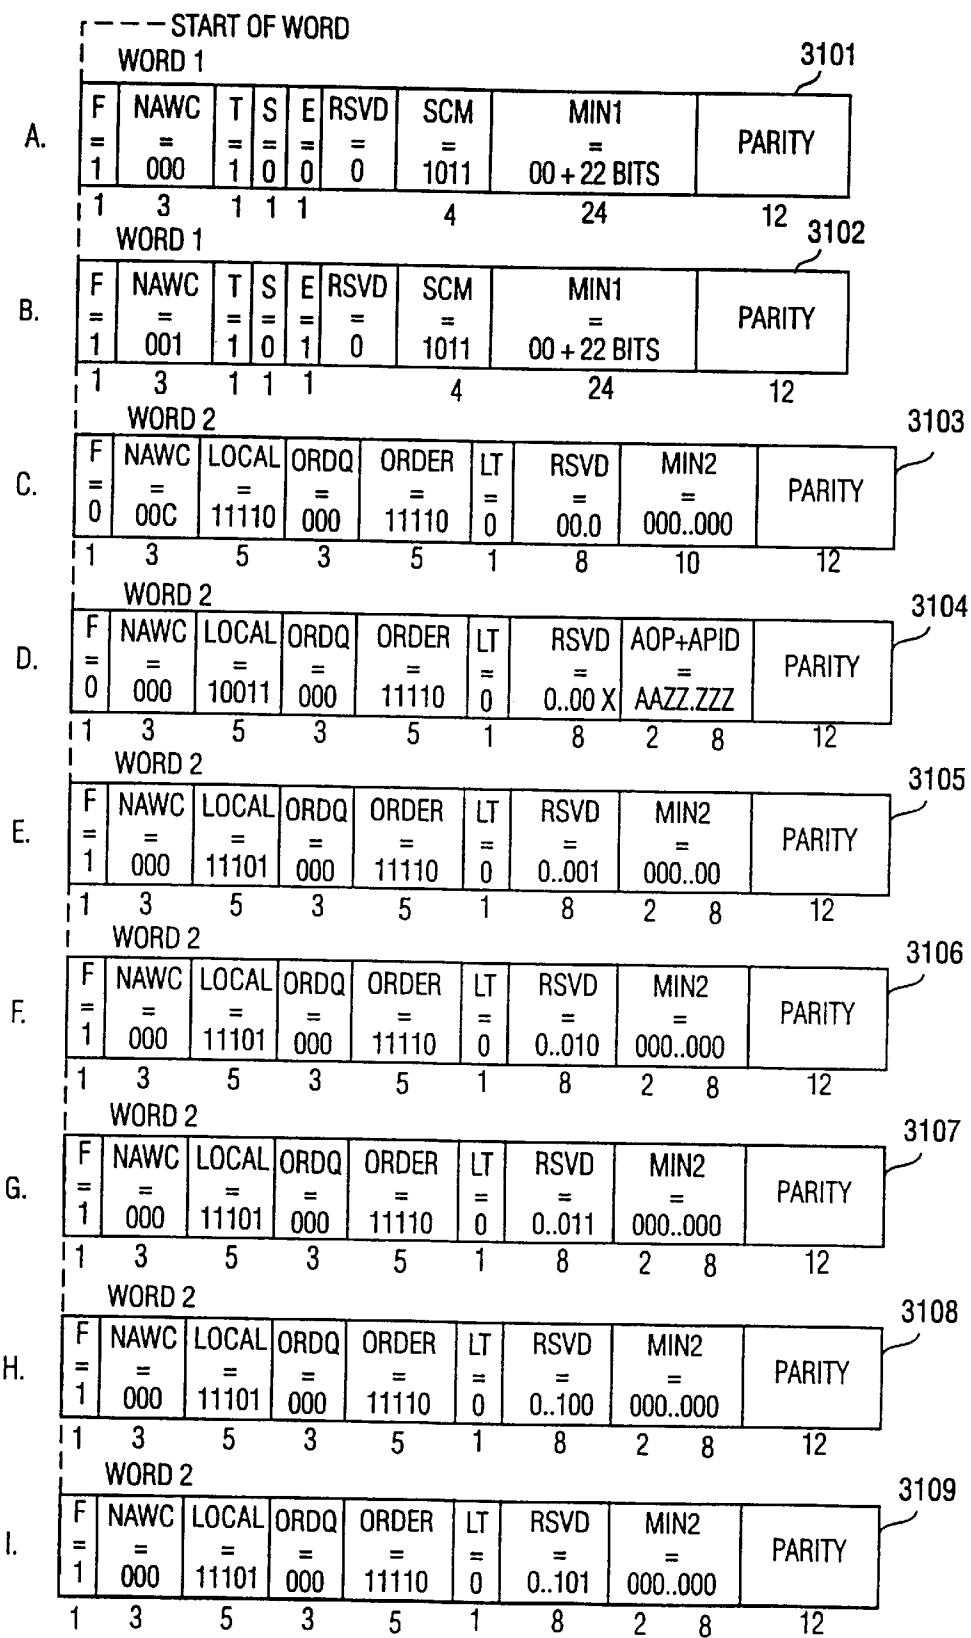 START OF WORD
WORD 1
3101
A.
F NAWC T S E RSVD SCM MIN1 PARITY
= = = = = = = =
1 000 1 0 0 0 1011 00 + 22 BITS
1 3 1 1 1 4 24 12
WORD 1
3102
B.
F NAWC T S E RSVD SCM MIN1 PARITY
= = = = = = = =
1 001 1 0 1 0 1011 00 + 22 BITS
1 3 1 1 1 4 24 12
WORD 2
3103
C.
F NAWC LOCAL ORDQ ORDER LT RSVD MIN2 PARITY
= = = = = = = =
0 00C 11110 000 11110 0 00.0 000..000
1 3 5 3 5 1 8 10 12
WORD 2
3104
D.
F NAWC LOCAL ORDQ ORDER LT RSVD AOP+APID PARITY
= = = = = = = =
0 000 10011 000 11110 0 0..00 X AAZZ.ZZZ
1 3 5 3 5 1 8 2 8 12
WORD 2
3105
E.
F NAWC LOCAL ORDQ ORDER LT RSVD MIN2 PARITY
= = = = = = = =
1 000 11101 000 11110 0 0..001 000..00
1 3 5 3 5 1 8 2 8 12
WORD 2
3106
F.
F NAWC LOCAL ORDQ ORDER LT RSVD MIN2 PARITY
= = = = = = = =
1 000 11101 000 11110 0 0..010 000..000
1 3 5 3 5 1 8 2 8 12
WORD 2
3107
G.
F NAWC LOCAL ORDQ ORDER LT RSVD MIN2 PARITY
= = = = = = = =
1 000 11101 000 11110 0 0..011 000..000
1 3 5 3 5 1 8 2 8 12
WORD 2
3108
H.
F NAWC LOCAL ORDQ ORDER LT RSVD MIN2 PARITY
= = = = = = = =
1 000 11101 000 11110 0 0..100 000..000
1 3 5 3 5 1 8 2 8 12
WORD 2
3109
I.
F NAWC LOCAL ORDQ ORDER LT RSVD MIN2 PARITY
= = = = = = = =
1 000 11101 000 11110 0 0..101 000..000
1 3 5 3 5 1 8 2 8 12